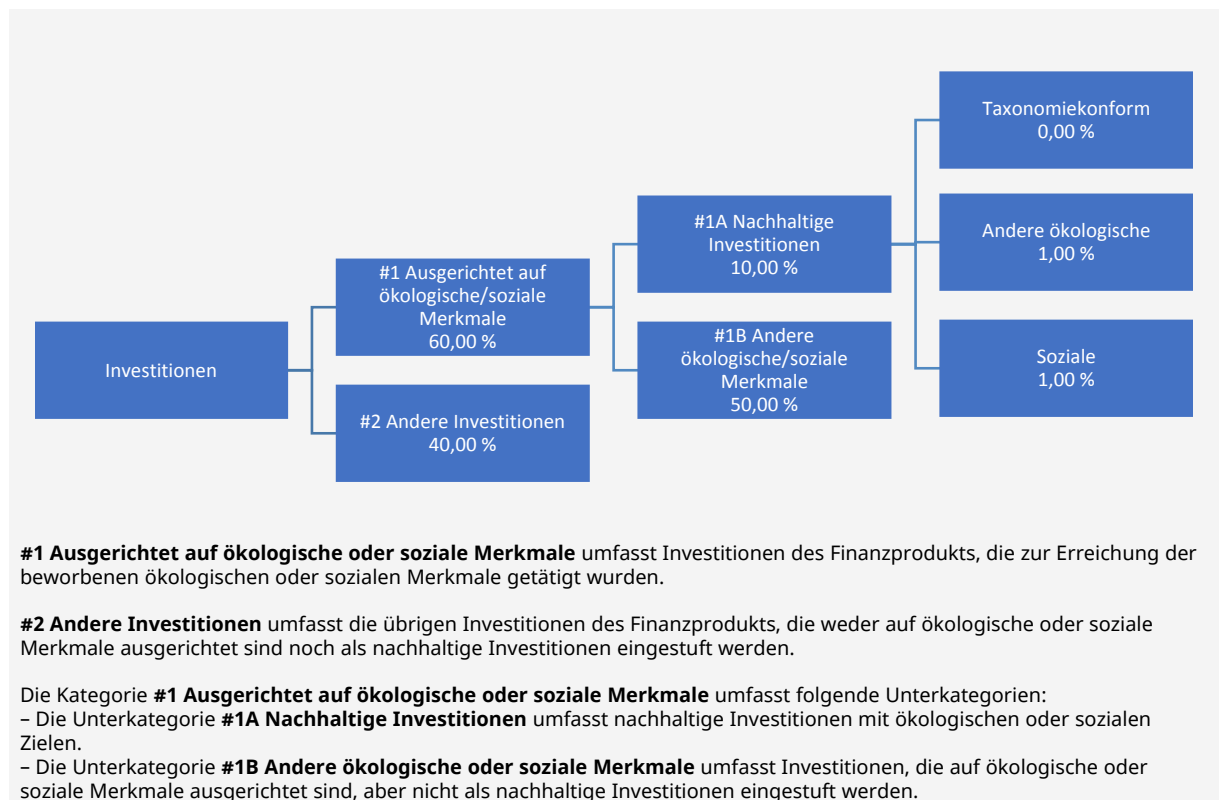 Taxonomiekonform
0,00 %
#1A Nachhaltige
Investitionen
10,00 %
Andere ökologische
1,00 %
#1 Ausgerichtet auf
ökologische/soziale
Merkmale
60,00 %
Investitionen
#1B Andere
ökologische/soziale
Merkmale
50,00 %
Soziale
1,00 %
#2 Andere Investitionen
40,00 %
#1 Ausgerichtet auf ökologische oder soziale Merkmale umfasst Investitionen des Finanzprodukts, die zur Erreichung der
beworbenen ökologischen oder sozialen Merkmale getätigt wurden.
#2 Andere Investitionen umfasst die übrigen Investitionen des Finanzprodukts, die weder auf ökologische oder soziale
Merkmale ausgerichtet sind noch als nachhaltige Investitionen eingestuft werden.
Die Kategorie #1 Ausgerichtet auf ökologische oder soziale Merkmale umfasst folgende Unterkategorien:
– Die Unterkategorie #1A Nachhaltige Investitionen umfasst nachhaltige Investitionen mit ökologischen oder sozialen
Zielen.
– Die Unterkategorie #1B Andere ökologische oder soziale Merkmale umfasst Investitionen, die auf ökologische oder
soziale Merkmale ausgerichtet sind, aber nicht als nachhaltige Investitionen eingestuft werden.